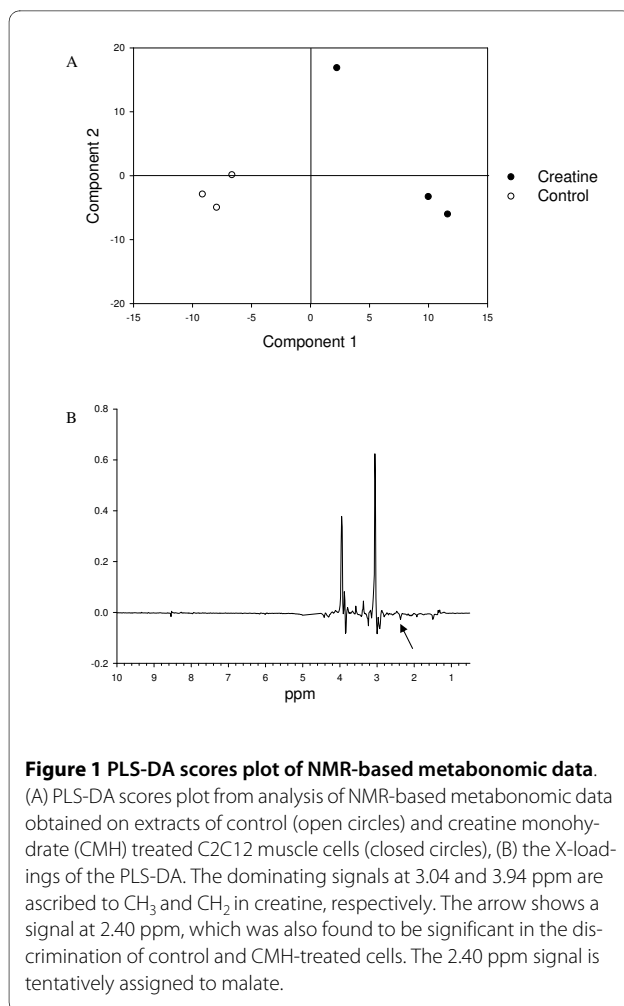 A
20
10
0
-10
-20
Component 2
-15 -10 -5 0 5 10 15
Component 1
Creatine
Control
B
0.8
0.6
0.4
0.2
0.0
-0.2
10 9 8 7 6 5 4 3 2 1
ppm
Figure 1 PLS-DA scores plot of NMR-based metabonomic data.
(A) PLS-DA scores plot from analysis of NMR-based metabonomic data
obtained on extracts of control (open circles) and creatine monohy-
drate (CMH) treated C2C12 muscle cells (closed circles), (B) the X-load-
ings of the PLS-DA. The dominating signals at 3.04 and 3.94 ppm are
ascribed to CH3 and CH2 in creatine, respectively. The arrow shows a
signal at 2.40 ppm, which was also found to be significant in the dis-
crimination of control and CMH-treated cells. The 2.40 ppm signal is
tentatively assigned to malate.